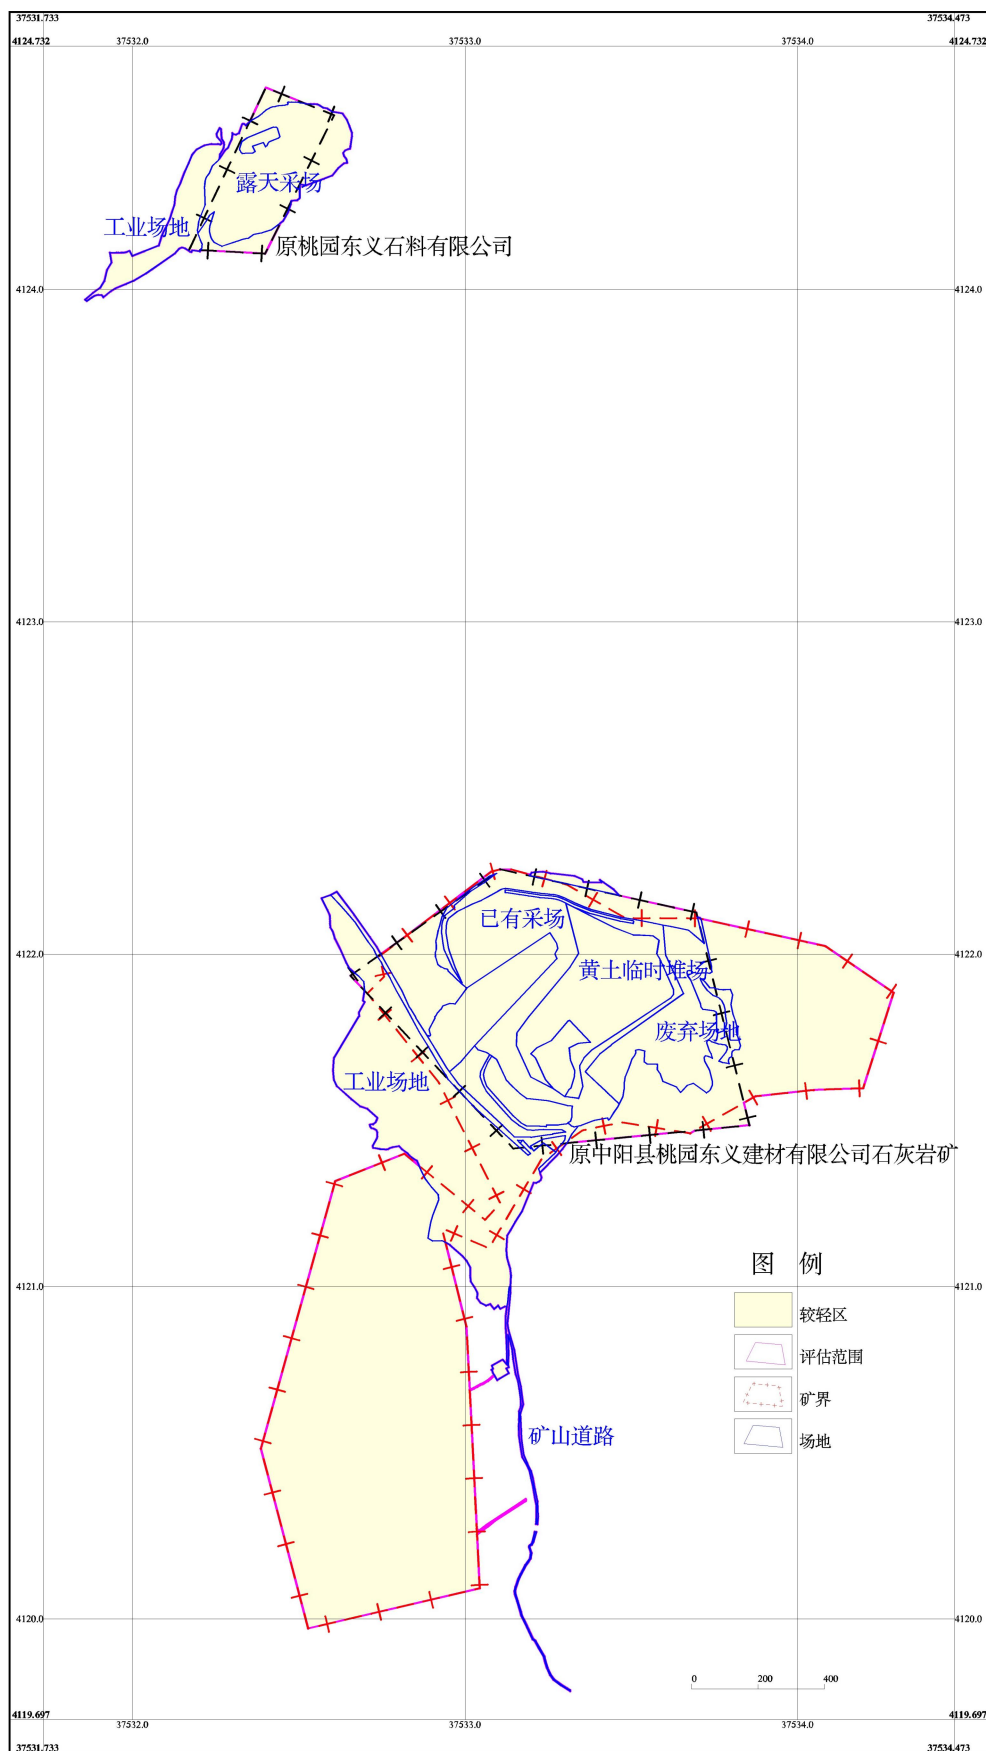 37531.733 37534.473
4124.732 37532.0 37533.0 37534.0 4124.732
露天采场
工业场地
原桃园东义石料有限公司
4124.0 4124.0
4123.0 4123.0
已有采场
4122.0 4122.0
黄土临时堆场
废弃场地
工业场地
原中阳县桃园东义建材有限公司石灰岩矿
图 例
4121.0 4121.0
较轻区
评估范围
矿界
矿山道路
场地
4120.0 4120.0
0 200 400
4119.697 4119.697
37532.0 37533.0 37534.0
37531.733 37534.473